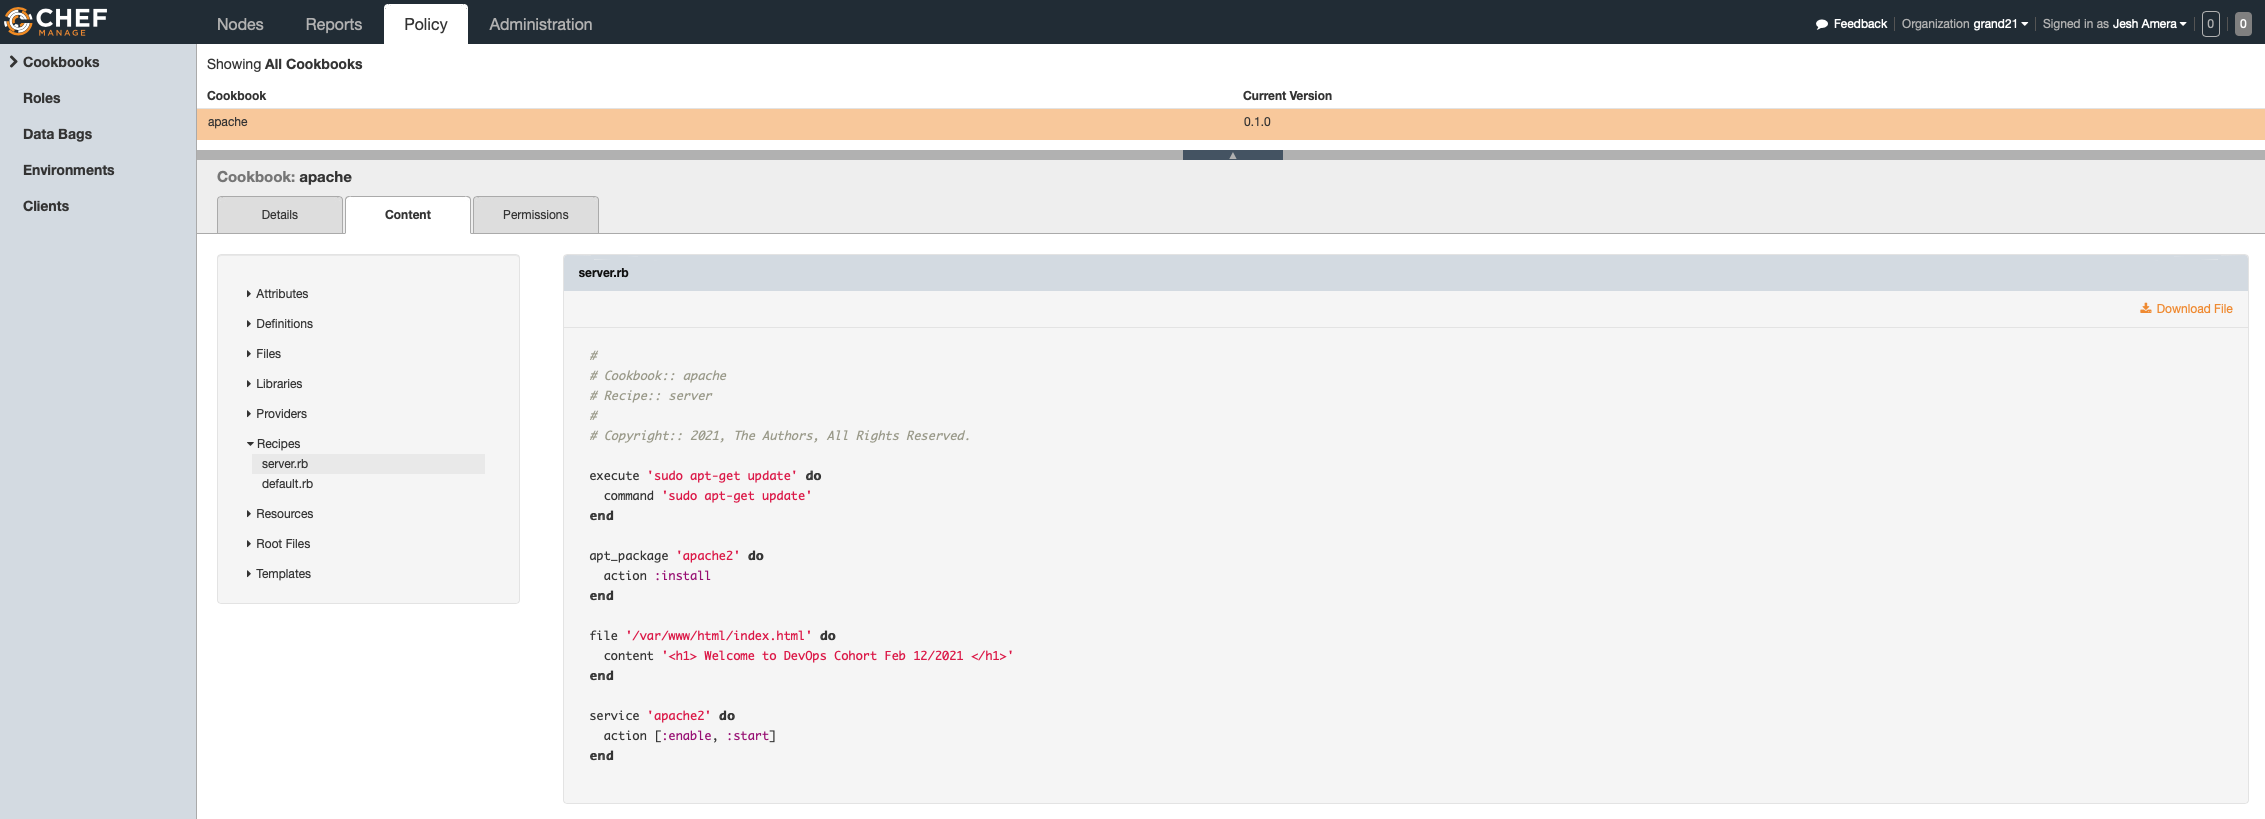 CHEF
MANAGE
Nodes Reports Policy Administration
Feedback Organization grand21 Signed in as Jesh Amera 0 0
Cookbooks
Roles
Data Bags
Environments
Clients
Showing All Cookbooks
Cookbook Current Version
apache 0.1.0
Cookbook: apache
Details Content Permissions
Attributes
Definitions
Files
Libraries
Providers
Recipes
server.rb
default.rb
Resources
Root Files
Templates
server.rb
Download File
#
# Cookbook:: apache
# Recipe:: server
#
# Copyright:: 2021, The Authors, All Rights Reserved.
execute 'sudo apt-get update' do
  command 'sudo apt-get update'
end
apt_package 'apache2' do
  action :install
end
file '/var/www/html/index.html' do
  content '<h1> Welcome to DevOps Cohort Feb 12/2021 </h1>'
end
service 'apache2' do
  action [:enable, :start]
end